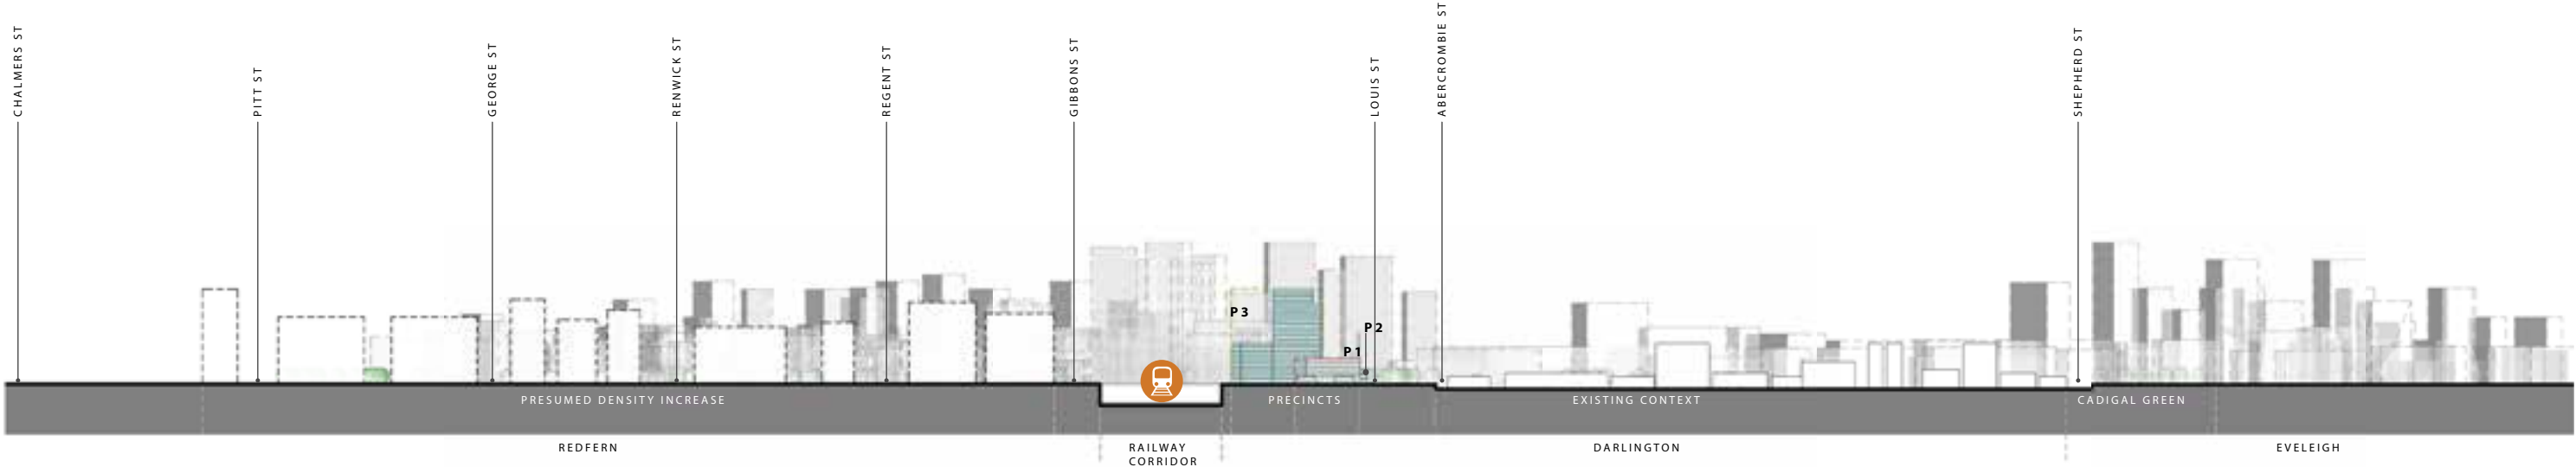 CHALMERS ST
PITT ST
GEORGE ST
RENWICK ST
REGENT ST
GIBBONS ST
LOUIS ST
ABERCROMBIE ST
SHEPHERD ST
P3
P2
P1
PRESUMED DENSITY INCREASE
PRECINCTS
EXISTING CONTEXT
CADIGAL GREEN
REDFERN
RAILWAY
CORRIDOR
DARLINGTON
EVELEIGH